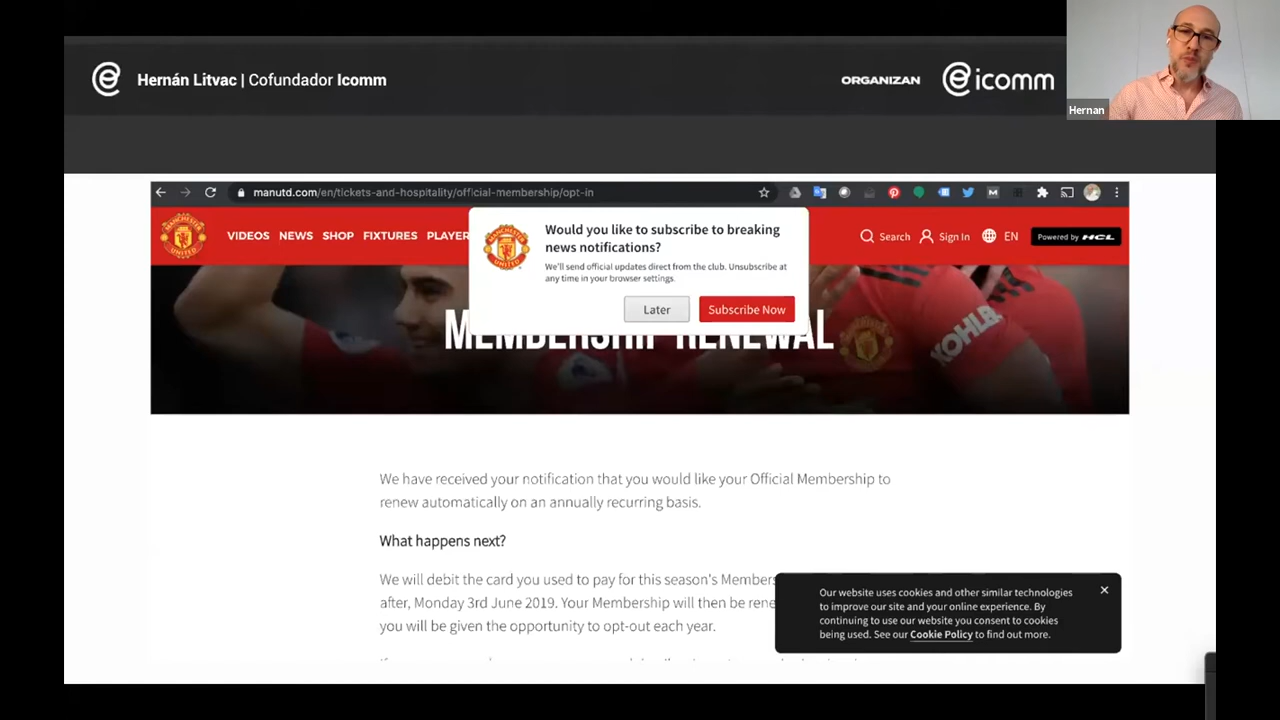 Hernán Litvac | Cofundador Icomm
ORGANIZAN
icomm
Hernan
manutd.com/en/tickets-and-hospitality/official-membership/opt-in
VIDEOS NEWS SHOP FIXTURES PLAYER
Search Sign In EN Powered by HCL
MANCHESTER UNITED
Would you like to subscribe to breaking
news notifications?
We'll send official updates direct from the club. Unsubscribe at
any time in your browser settings.
Later Subscribe Now
MEMBERSHIP RENEWAL
KOHLER
We have received your notification that you would like your Official Membership to
renew automatically on an annually recurring basis.
What happens next?
We will debit the card you used to pay for this season's Members
after, Monday 3rd June 2019. Your Membership will then be rene
you will be given the opportunity to opt-out each year.
Our website uses cookies and other similar technologies
to improve our site and your online experience. By
continuing to use our website you consent to cookies
being used. See our Cookie Policy to find out more.